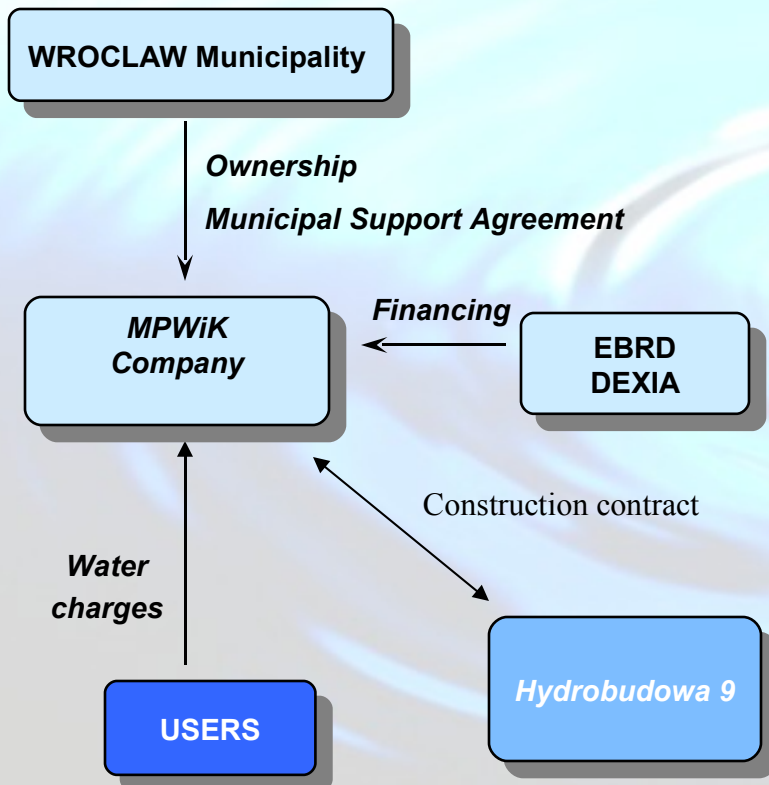 WROCLAW Municipality
Ownership
Municipal Support Agreement
MPWiK
Company
Financing
EBRD
DEXIA
Construction contract
Water
charges
Hydrobudowa 9
USERS